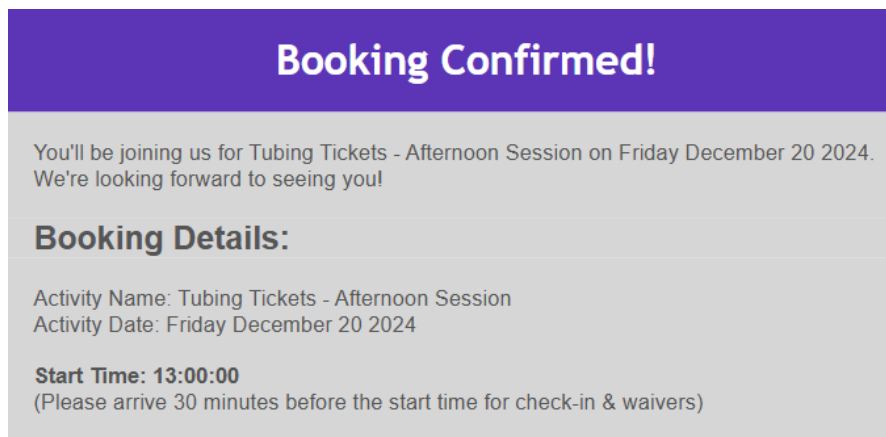 Booking Confirmed!
You'll be joining us for Tubing Tickets - Afternoon Session on Friday December 20 2024.
We're looking forward to seeing you!
Booking Details:
Activity Name: Tubing Tickets - Afternoon Session
Activity Date: Friday December 20 2024
Start Time: 13:00:00
(Please arrive 30 minutes before the start time for check-in & waivers)